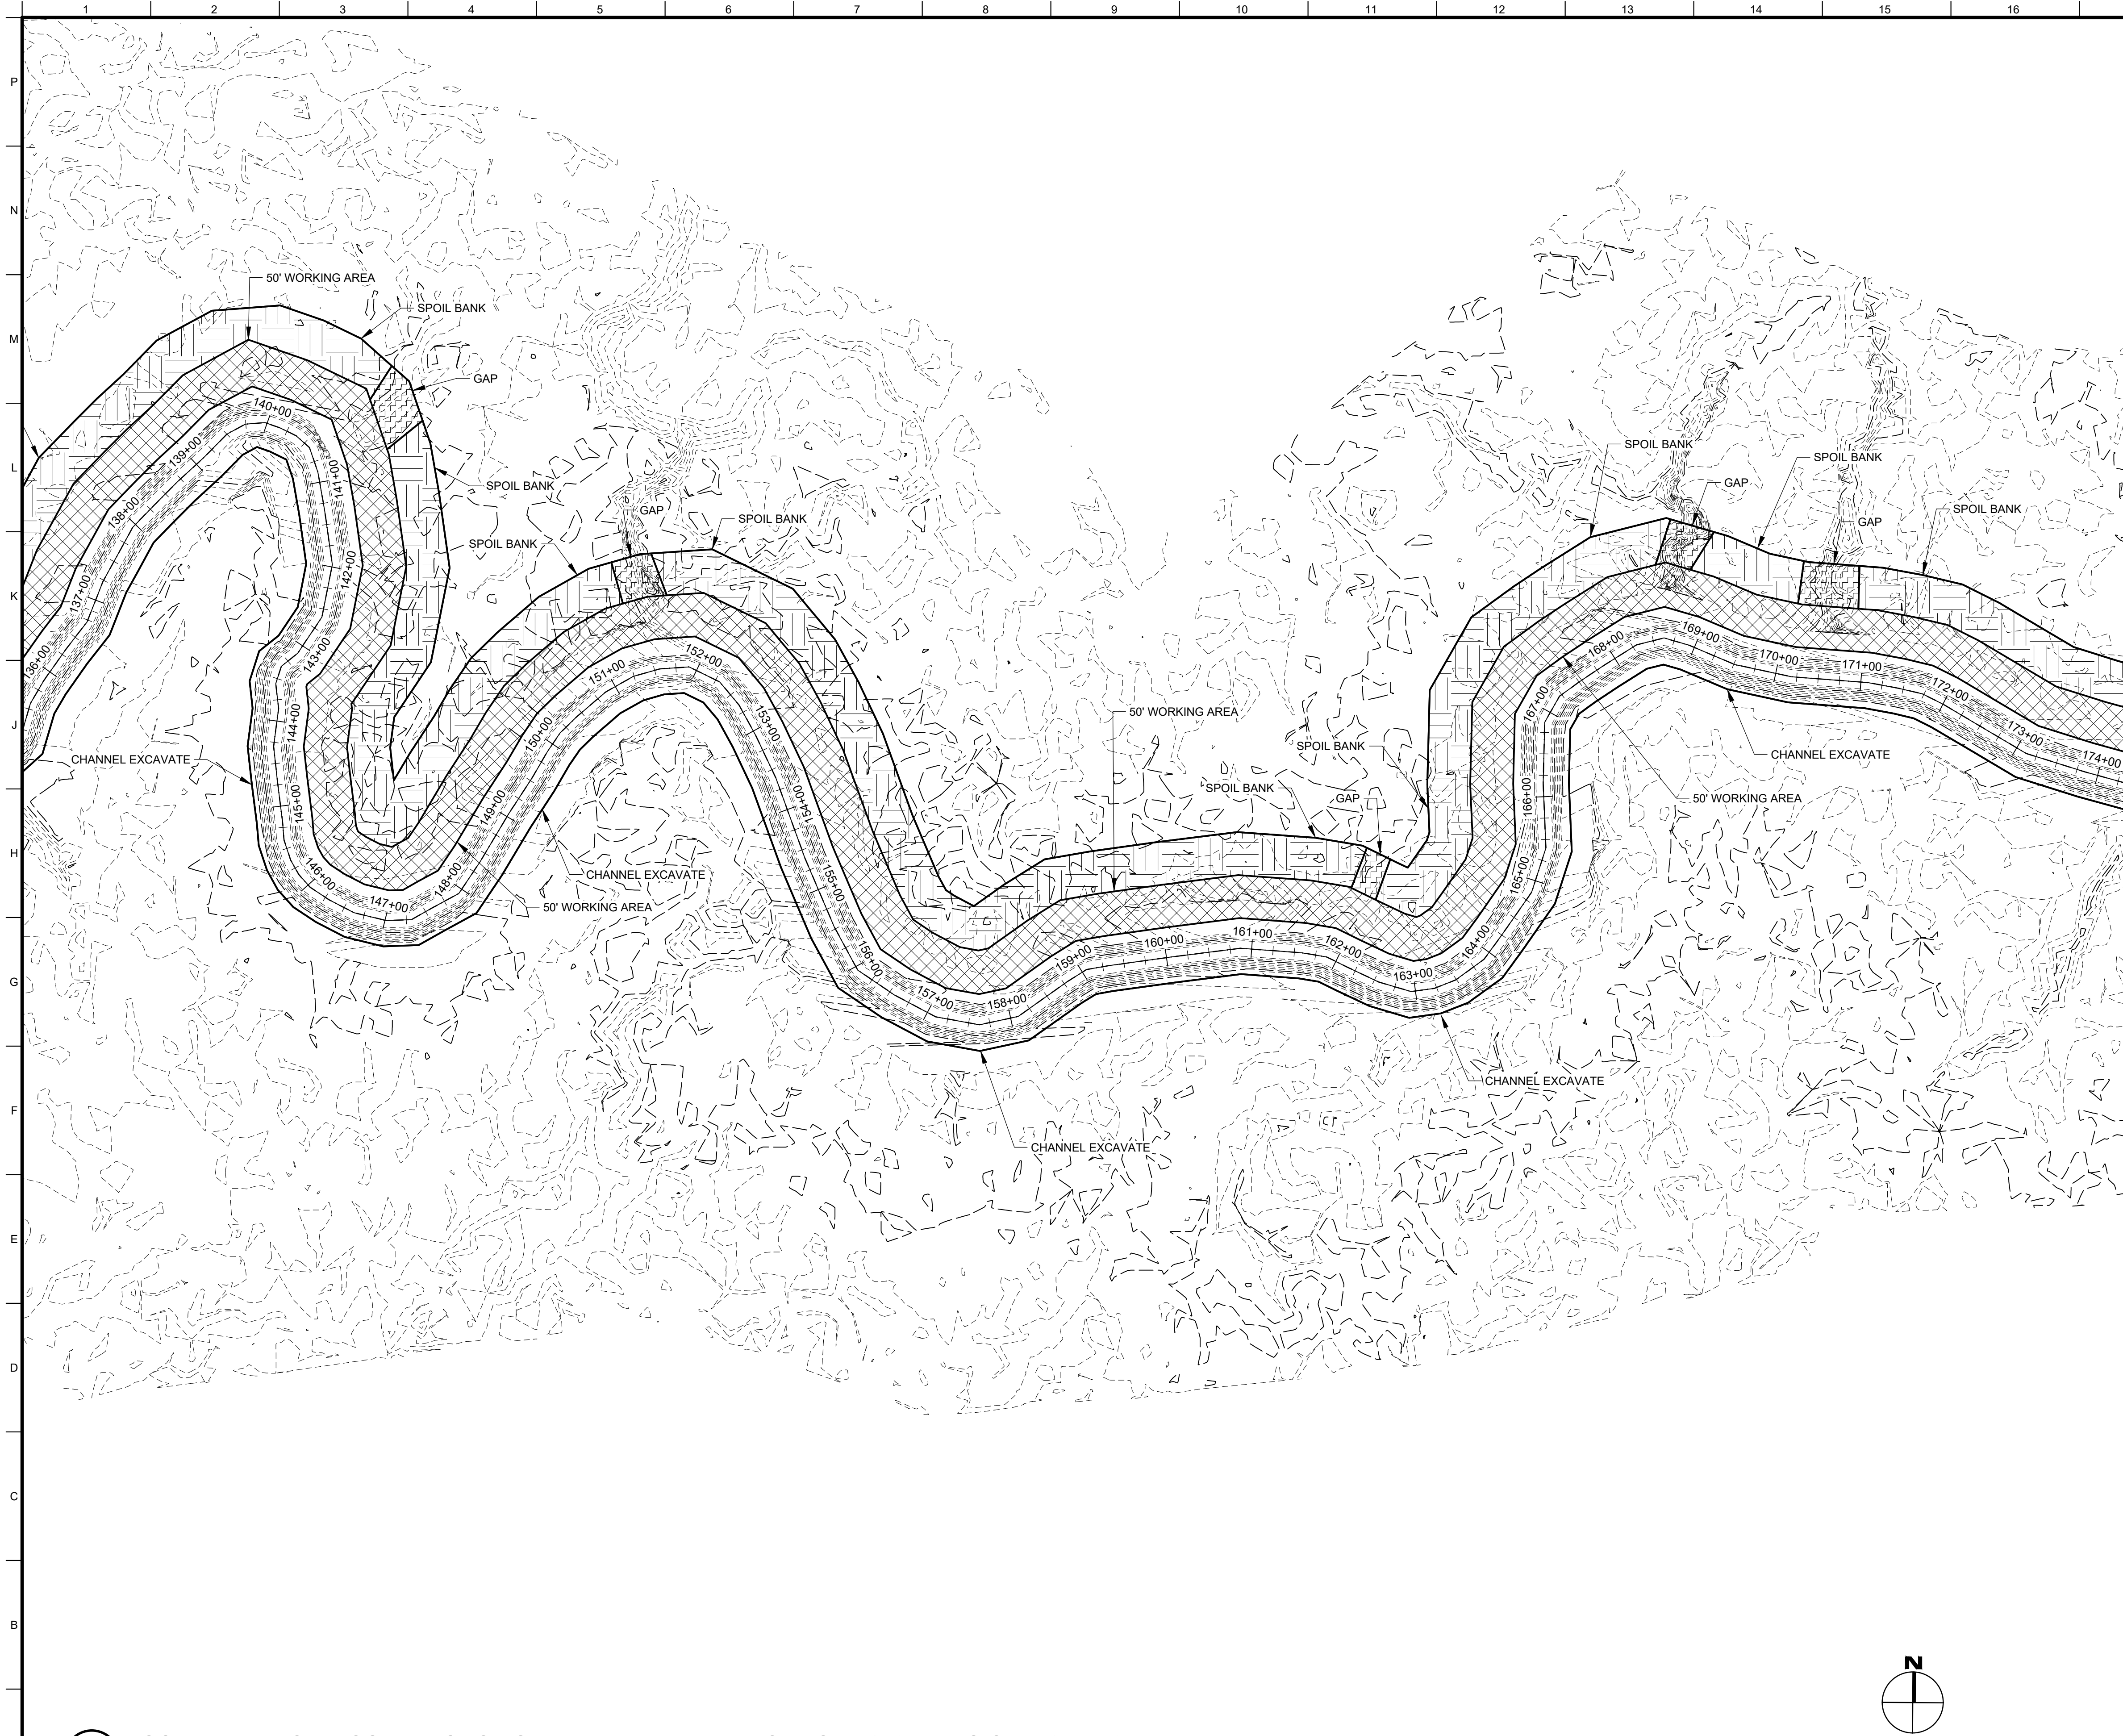 1 2 3 4 5 6 7 8 9 10 11 12 13 14 15 16
P
N
M
L
K
J
H
G
F
E
D
C
B
50' WORKING AREA
SPOIL BANK
GAP
SPOIL BANK
GAP
SPOIL BANK
SPOIL BANK
SPOIL BANK
SPOIL BANK
GAP
SPOIL BANK
GAP
CHANNEL EXCAVATE
50' WORKING AREA
SPOIL BANK
SPOIL BANK
GAP
CHANNEL EXCAVATE
50' WORKING AREA
CHANNEL EXCAVATE
50' WORKING AREA
CHANNEL EXCAVATE
CHANNEL EXCAVATE
136+00
137+00
138+00
139+00
140+00
141+00
142+00
143+00
144+00
145+00
146+00
147+00
148+00
149+00
150+00
151+00
152+00
153+00
154+00
155+00
156+00
157+00
158+00
159+00
160+00
161+00
162+00
163+00
164+00
165+00
166+00
167+00
168+00
169+00
170+00
171+00
172+00
173+00
174+00
N